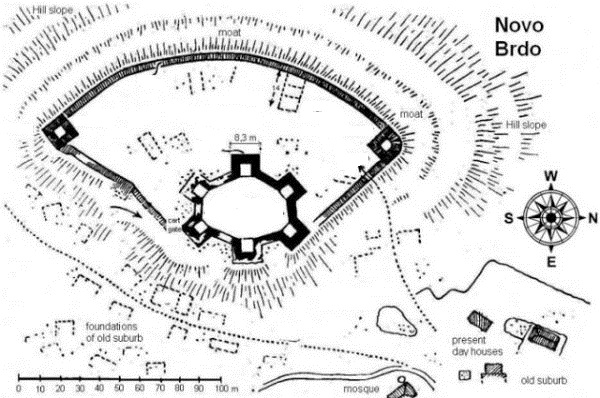 Hill slope
Novo
Brdo
moat
14
moat
Hill slope
8,3 m
W
S
N
E
cart
gate
foundations
of old suburb
present
day houses
old suburb
mosque
0 10 20 30 40 50 60 70 80 90 100 m